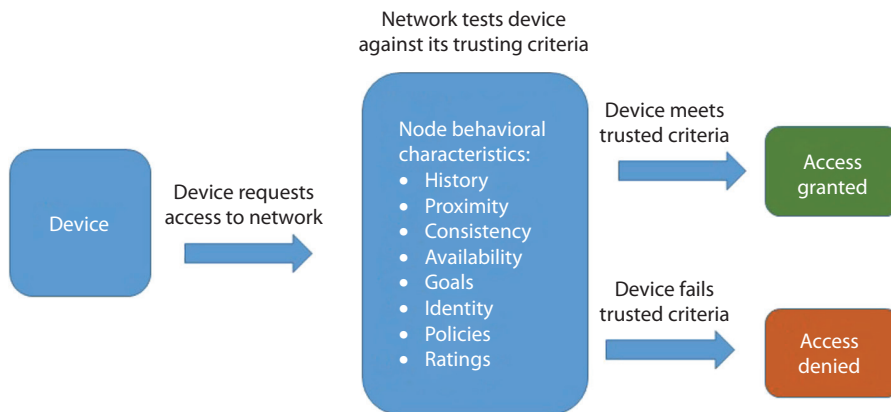 Network tests device
against its trusting criteria
Device
Device requests
access to network
Node behavioral
characteristics:
• History
• Proximity
• Consistency
• Availability
• Goals
• Identity
• Policies
• Ratings
Device meets
trusted criteria
Access
granted
Device fails
trusted criteria
Access
denied